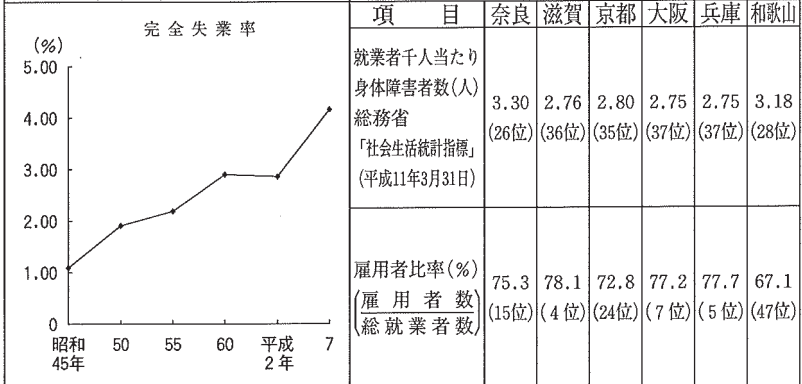 完全失業率
(%)
5.00
4.00
3.00
2.00
1.00
0
昭和 50 55 60 平成 7
45年 2年
項 目 奈良 滋賀 京都 大阪 兵庫 和歌山
就業者千人当たり
身体障害者数(人)
総務省
「社会生活統計指標」
(平成11年3月31日)
3.30 2.76 2.80 2.75 2.75 3.18
(26位) (36位) (35位) (37位) (37位) (28位)
雇用者比率(%)
(雇用者数
総就業者数)
75.3 78.1 72.8 77.2 77.7 67.1
(15位) (4位) (24位) (7位) (5位) (47位)